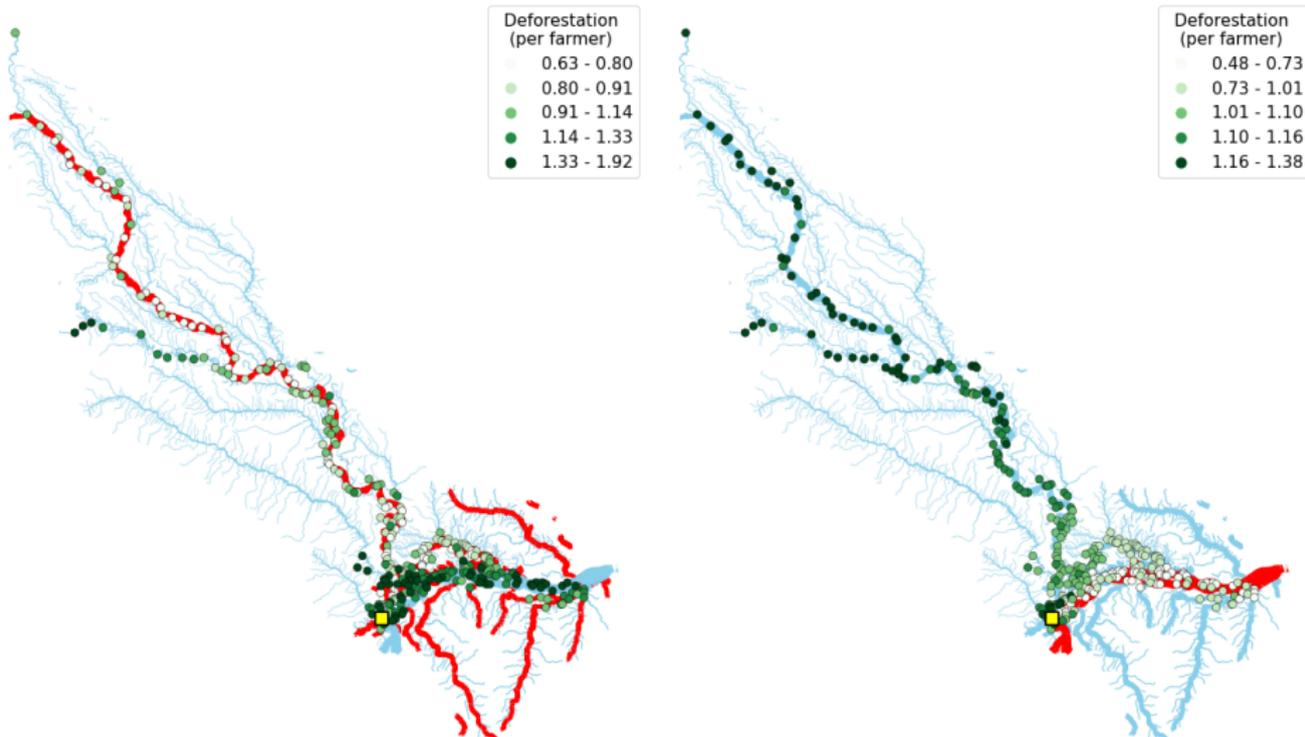 Deforestation
(per farmer)
0.63 - 0.80
0.80 - 0.91
0.91 - 1.14
1.14 - 1.33
1.33 - 1.92
Deforestation
(per farmer)
0.48 - 0.73
0.73 - 1.01
1.01 - 1.10
1.10 - 1.16
1.16 - 1.38